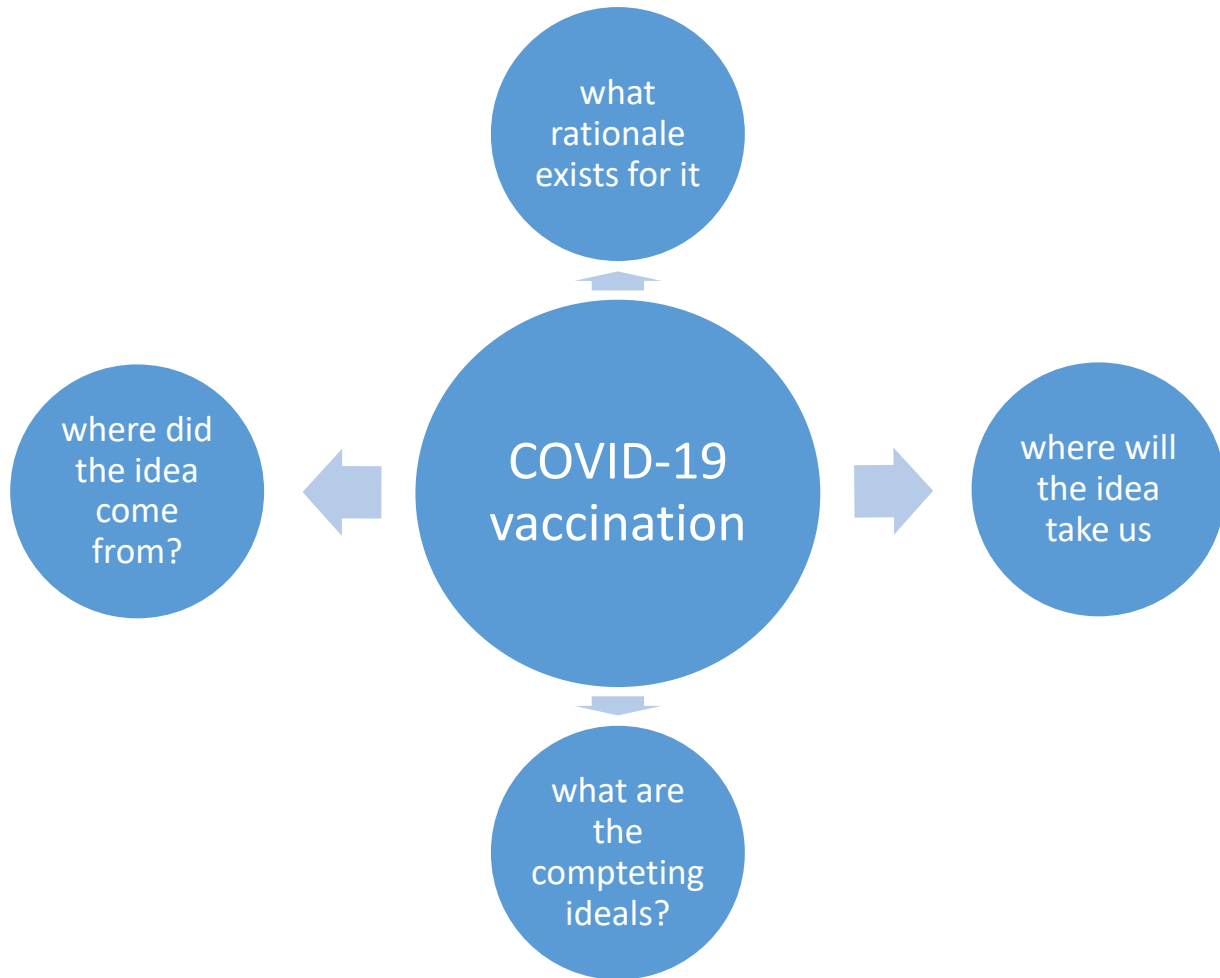 what
rationale
exists for it
where did
the idea
come
from?
COVID-19
vaccination
where will
the idea
take us
what are
the
compteting
ideals?